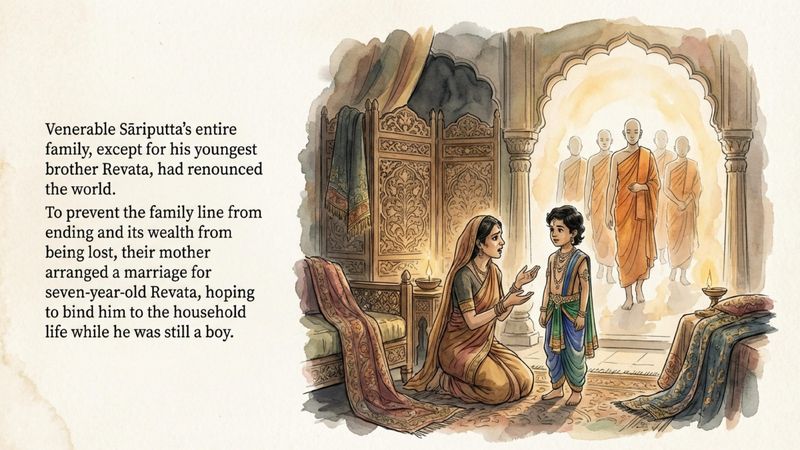 Venerable Sāriputta’s entire
family, except for his youngest
brother Revata, had renounced
the world.
To prevent the family line from
ending and its wealth from
being lost, their mother
arranged a marriage for
seven-year-old Revata, hoping
to bind him to the household
life while he was still a boy.